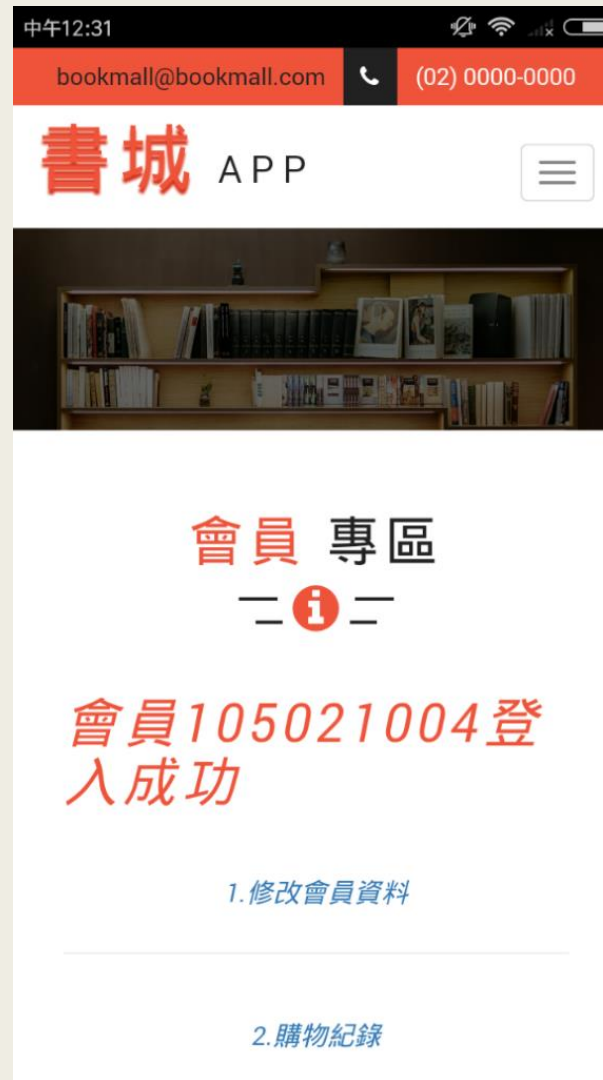 中午12:31
bookmall@bookmall.com (02) 0000-0000
書城 APP
會員 專區
會員105021004登
入成功
1.修改會員資料
2.購物紀錄